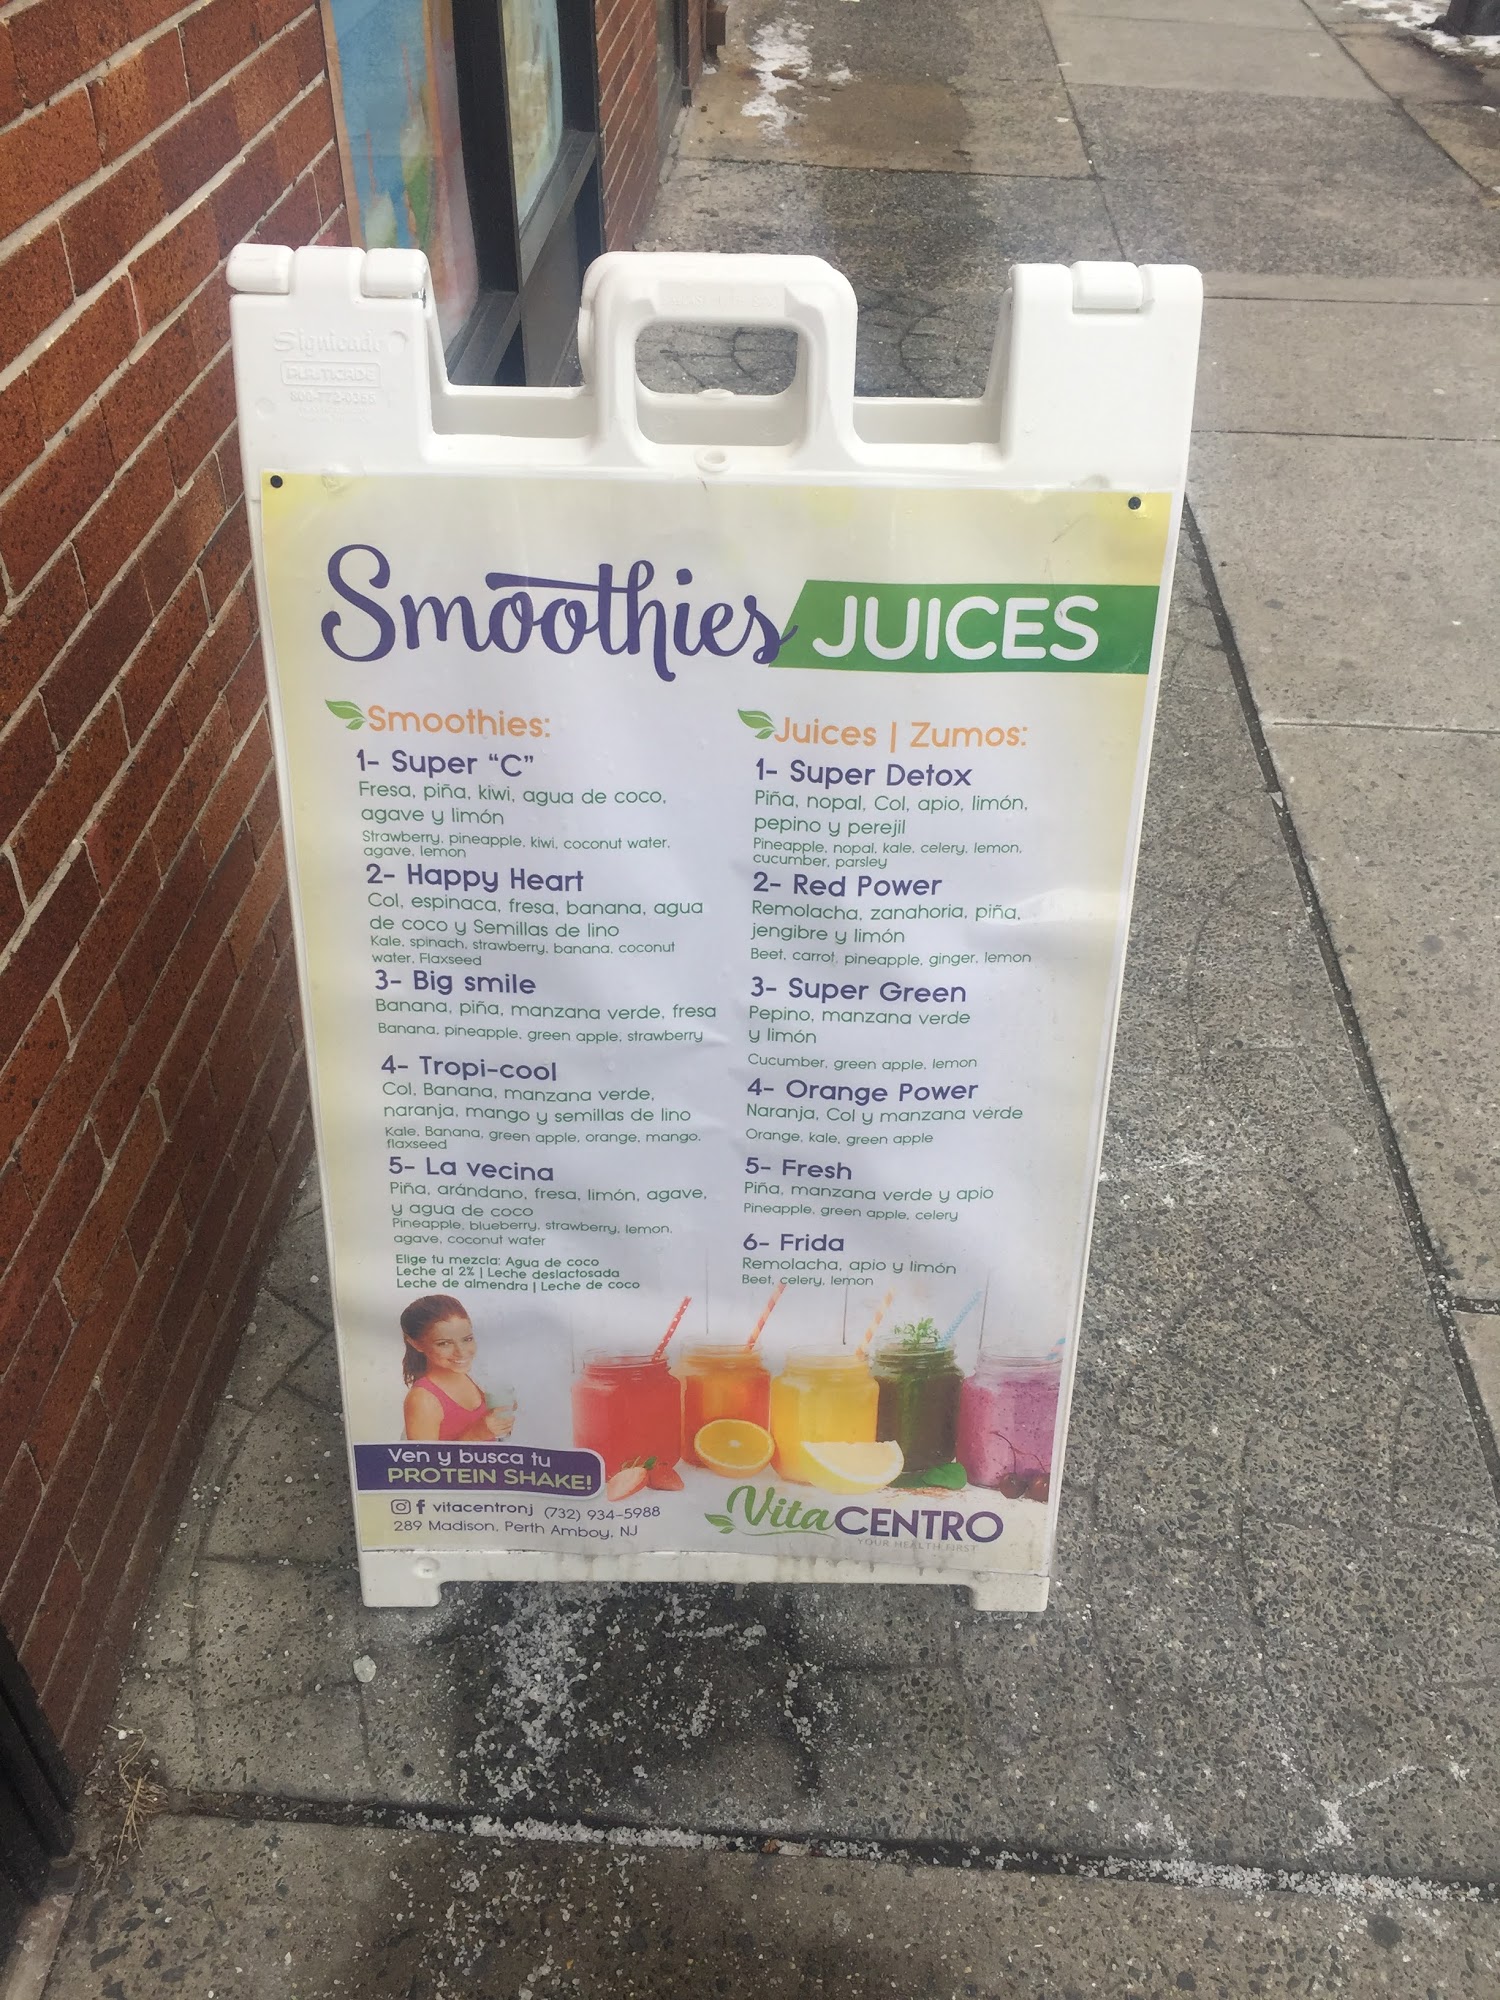 Signicade
PLASTICADE
800-772-0355
Smoothies JUICES
Smoothies:
1- Super "C"
Fresa, piña, kiwi, agua de coco,
agave y limón
Strawberry, pineapple, kiwi, coconut water,
agave, lemon
2- Happy Heart
Col, espinaca, fresa, banana, agua
de coco y Semillas de lino
Kale, spinach, strawberry, banana, coconut
water, Flaxseed
3- Big smile
Banana, piña, manzana verde, fresa
Banana, pineapple, green apple, strawberry
4- Tropi-cool
Col, Banana, manzana verde,
naranja, mango y semillas de lino
Kale, Banana, green apple, orange, mango,
flaxseed
5- La vecina
Piña, arándano, fresa, limón, agave,
y agua de coco
Pineapple, blueberry, strawberry, lemon,
agave, coconut water
Elige tu mezcla: Agua de coco
Leche al 2% | Leche deslactosada
Leche de almendra | Leche de coco
Juices | Zumos:
1- Super Detox
Piña, nopal, Col, apio, limón,
pepino y perejil
Pineapple, nopal, kale, celery, lemon,
cucumber, parsley
2- Red Power
Remolacha, zanahoria, piña,
jengibre y limón
Beet, carrot, pineapple, ginger, lemon
3- Super Green
Pepino, manzana verde
y limón
Cucumber, green apple, lemon
4- Orange Power
Naranja, Col y manzana verde
Orange, kale, green apple
5- Fresh
Piña, manzana verde y apio
Pineapple, green apple, celery
6- Frida
Remolacha, apio y limón
Beet, celery, lemon
Ven y busca tu
PROTEIN SHAKE!
vitacentronj (732) 934-5988
289 Madison, Perth Amboy, NJ
VitaCENTRO
YOUR HEALTH FIRST